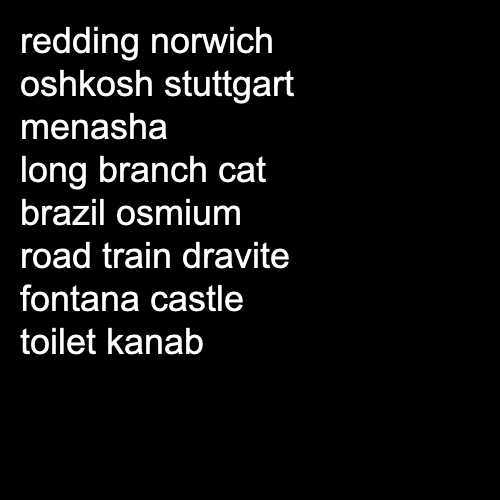 redding norwich
oshkosh stuttgart
menasha
long branch cat
brazil osmium
road train dravite
fontana castle
toilet kanab